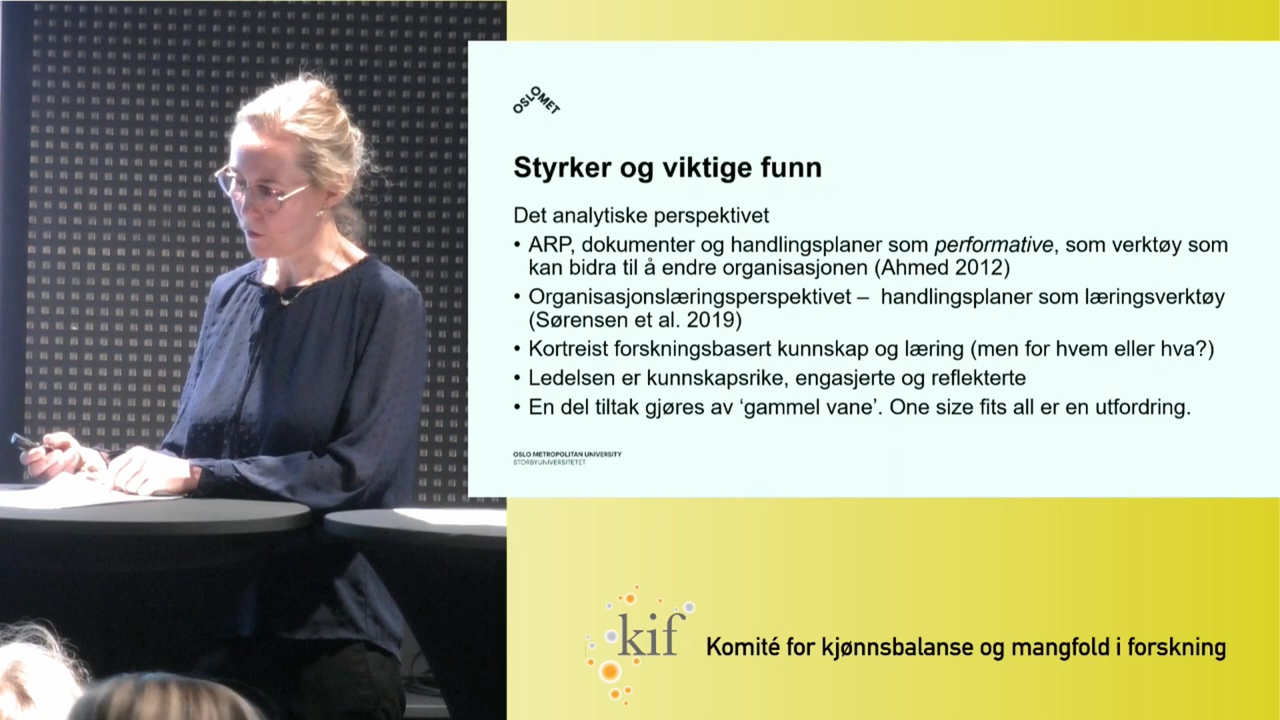 OSLOMET
Styrker og viktige funn
Det analytiske perspektivet
• ARP, dokumenter og handlingsplaner som performative, som verktøy som
kan bidra til å endre organisasjonen (Ahmed 2012)
• Organisasjonslæringsperspektivet – handlingsplaner som læringsverktøy
(Sørensen et al. 2019)
• Kortreist forskningsbasert kunnskap og læring (men for hvem eller hva?)
• Ledelsen er kunnskapsrike, engasjerte og reflekterte
• En del tiltak gjøres av ‘gammel vane’. One size fits all er en utfordring.
OSLO METROPOLITAN UNIVERSITY
STORBYUNIVERSITETET
kif
Komité for kjønnsbalanse og mangfold i forskning